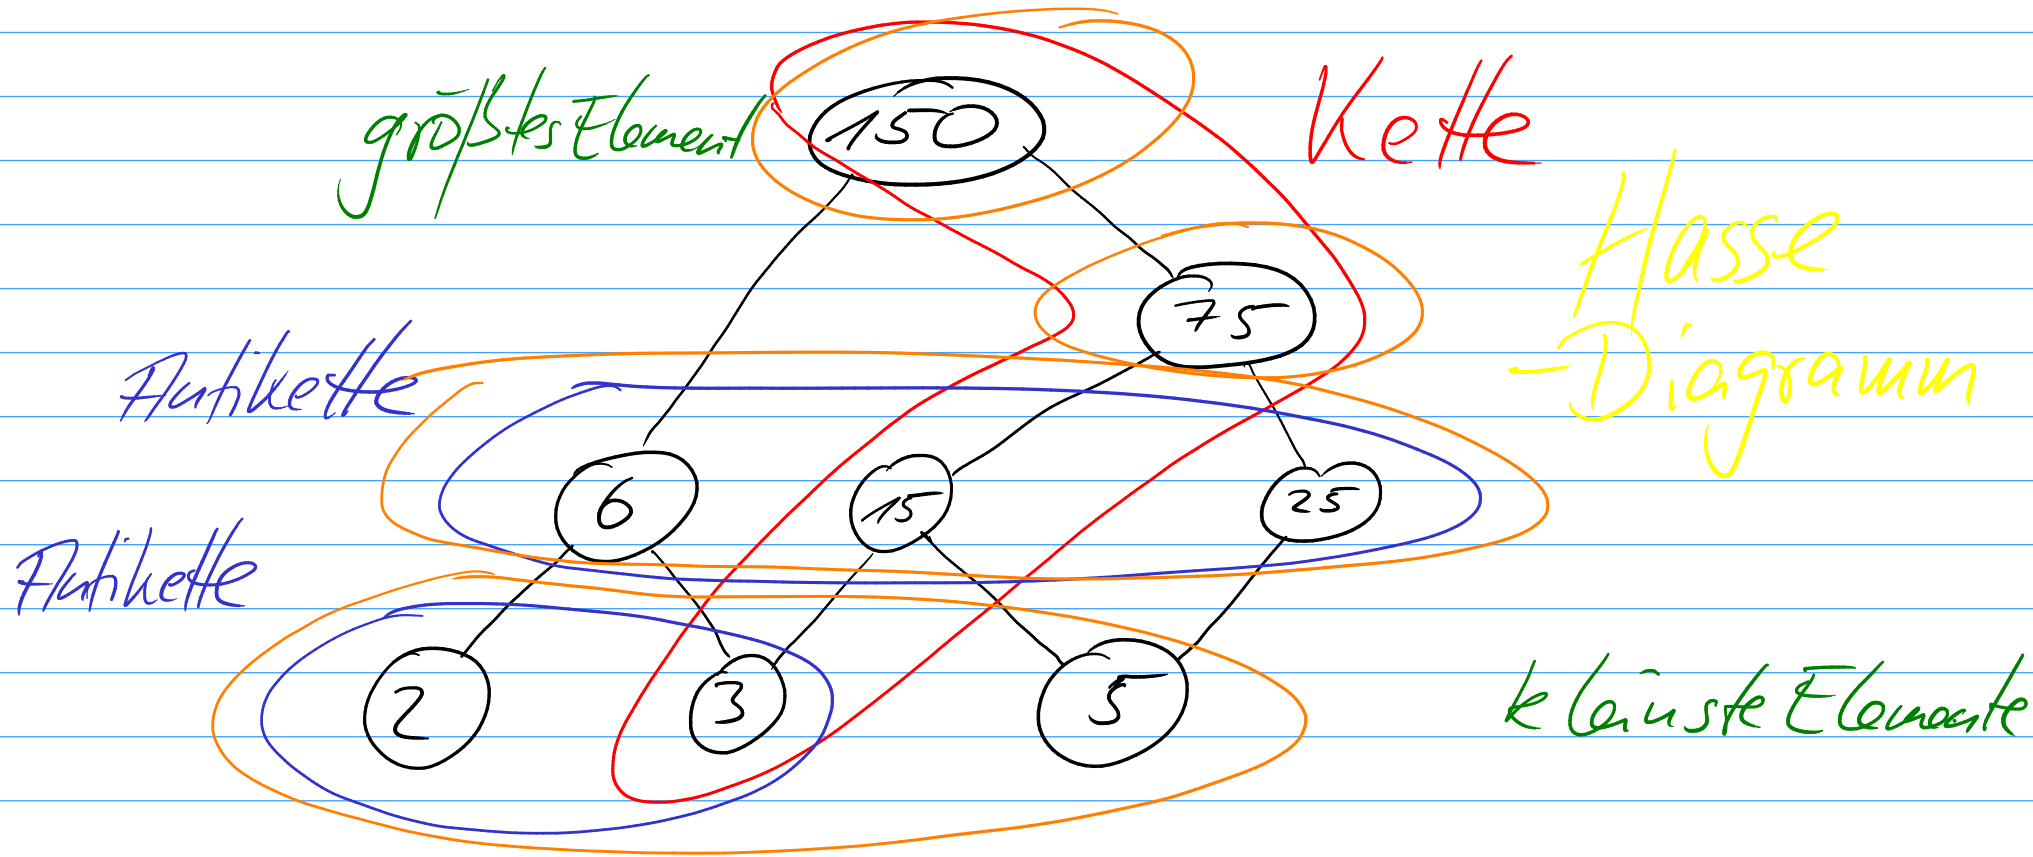 größtes Element
150
Kette
Hasse
-Diagramm
75
Antikette
6
15
25
Antikette
2
3
5
kleinste Elemente